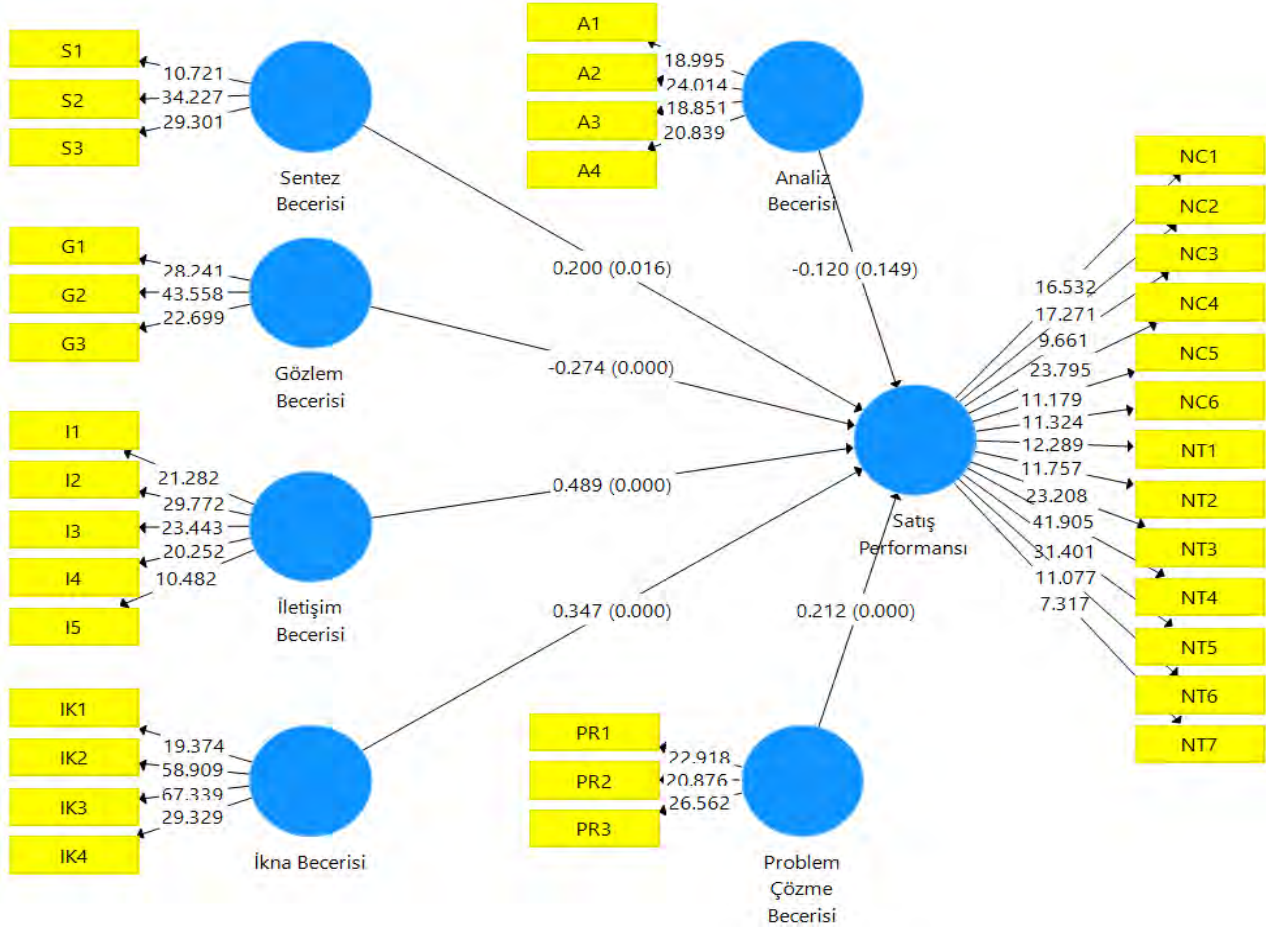 S1
S2
S3
10.721
34.227
29.301
Sentez
Becerisi
A1
A2
A3
A4
18.995
24.014
18.851
20.839
Analiz
Becerisi
G1
G2
G3
28.241
43.558
22.699
Gözlem
Becerisi
I1
I2
I3
I4
I5
21.282
29.772
23.443
20.252
10.482
İletişim
Becerisi
IK1
IK2
IK3
IK4
19.374
58.909
67.339
29.329
İkna Becerisi
PR1
PR2
PR3
22.918
20.876
26.562
Problem
Çözme
Becerisi
0.200 (0.016)
-0.120 (0.149)
-0.274 (0.000)
0.489 (0.000)
0.347 (0.000)
0.212 (0.000)
Satış
Performansı
16.532
17.271
9.661
23.795
11.179
11.324
12.289
11.757
23.208
41.905
31.401
11.077
7.317
NC1
NC2
NC3
NC4
NC5
NC6
NT1
NT2
NT3
NT4
NT5
NT6
NT7